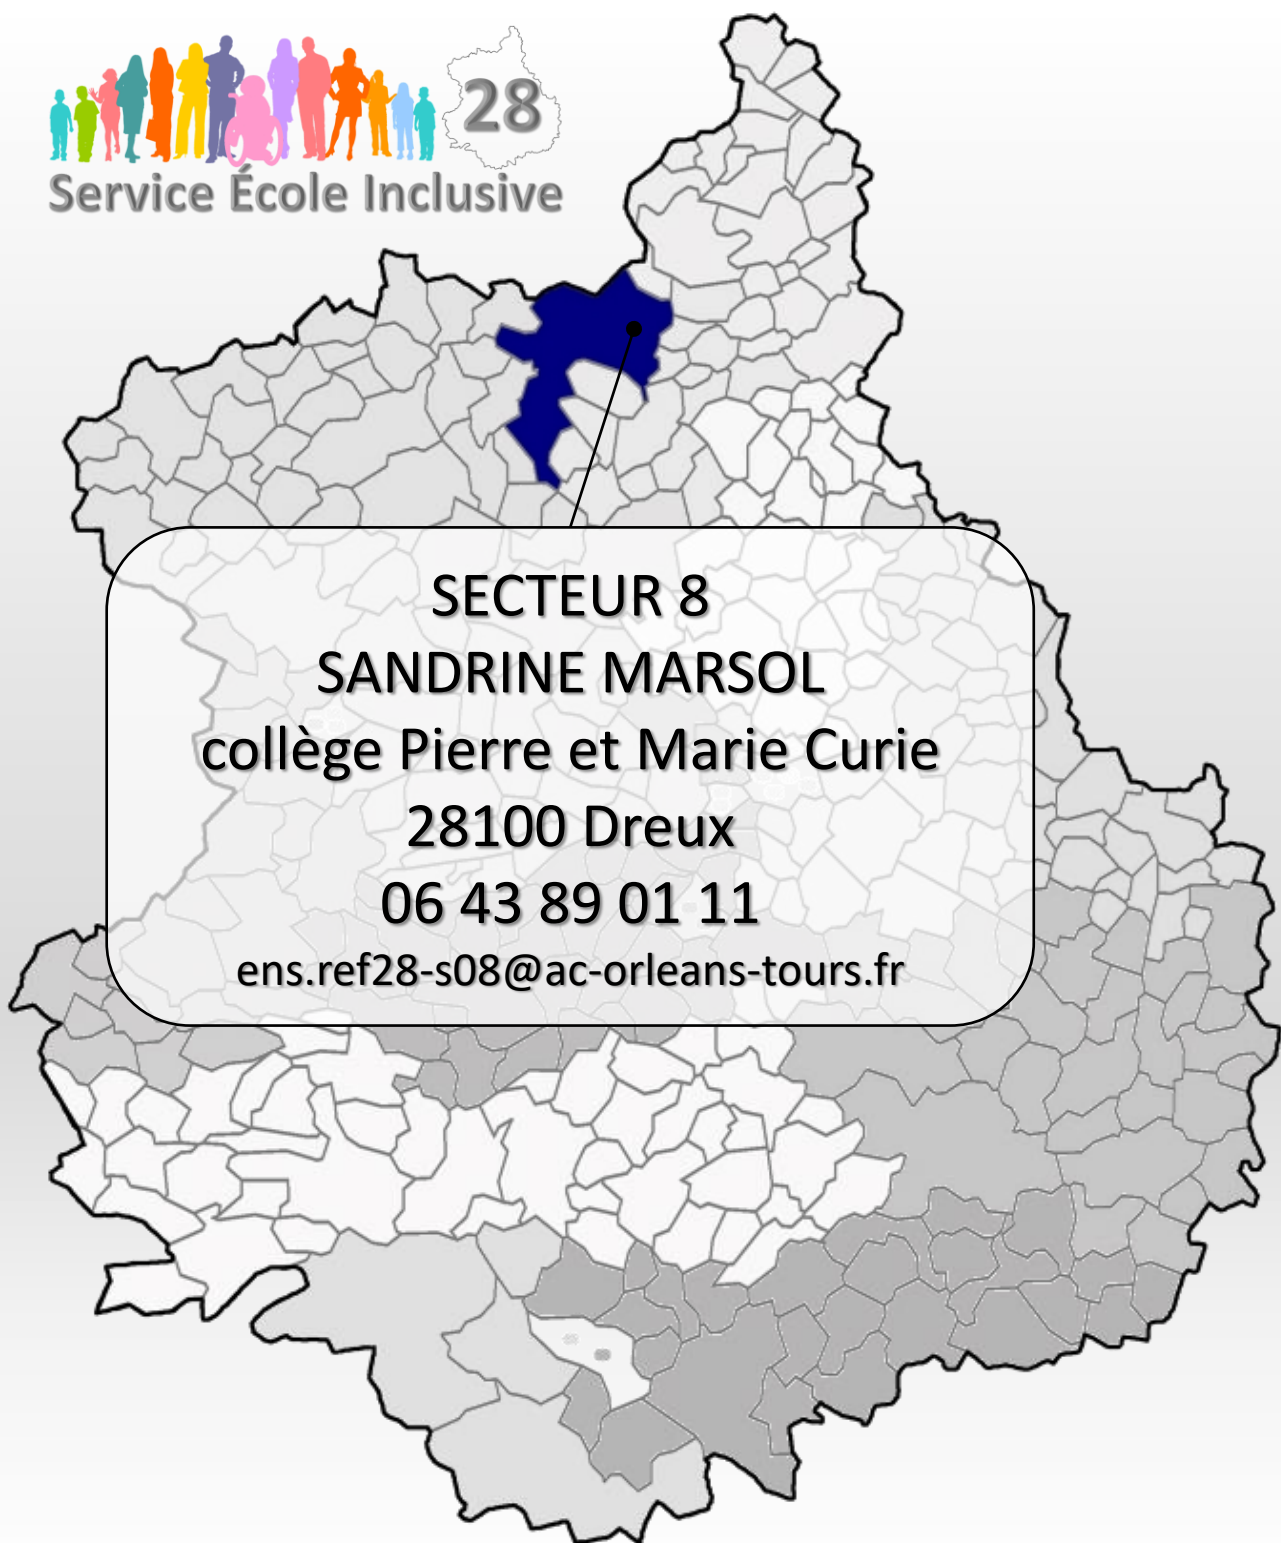 28
Service École Inclusive
SECTEUR 8
SANDRINE MARSOL
collège Pierre et Marie Curie
28100 Dreux
06 43 89 01 11
ens.ref28-s08@ac-orleans-tours.fr